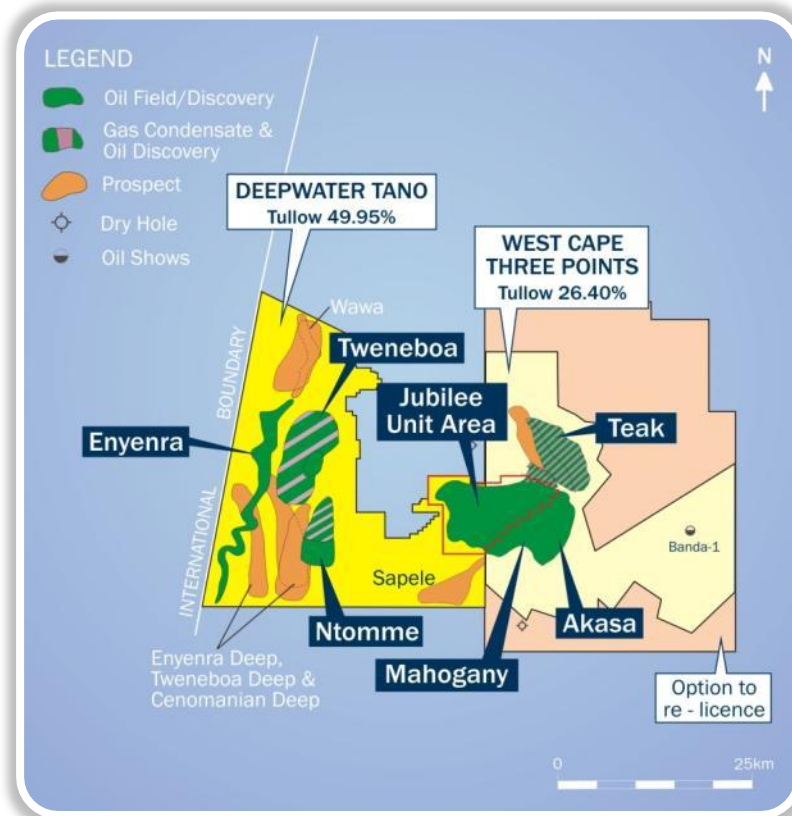 LEGEND
Oil Field/Discovery
Gas Condensate &
Oil Discovery
Prospect
Dry Hole
Oil Shows
N
DEEPWATER TANO
Tullow 49.95%
WEST CAPE
THREE POINTS
Tullow 26.40%
Wawa
Tweneboa
BOUNDARY
Jubilee
Unit Area
Enyenra
Teak
INTERNATIONAL
Banda-1
Sapele
Ntomme
Akasa
Mahogany
Enyenra Deep,
Tweneboa Deep &
Cenomanian Deep
Option to
re - licence
0 25km